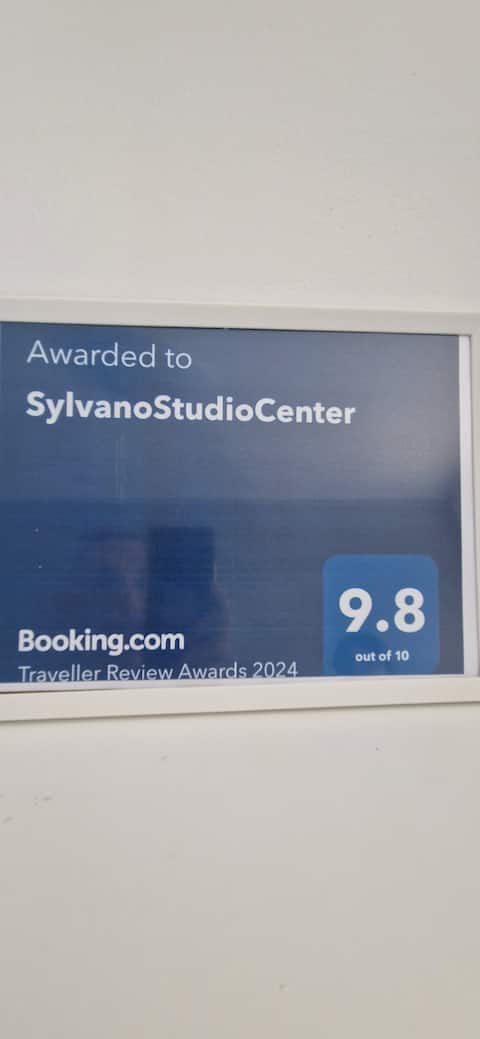 Awarded to
SylvanoStudioCenter
9.8
out of 10
Booking.com
Traveller Review Awards 2024